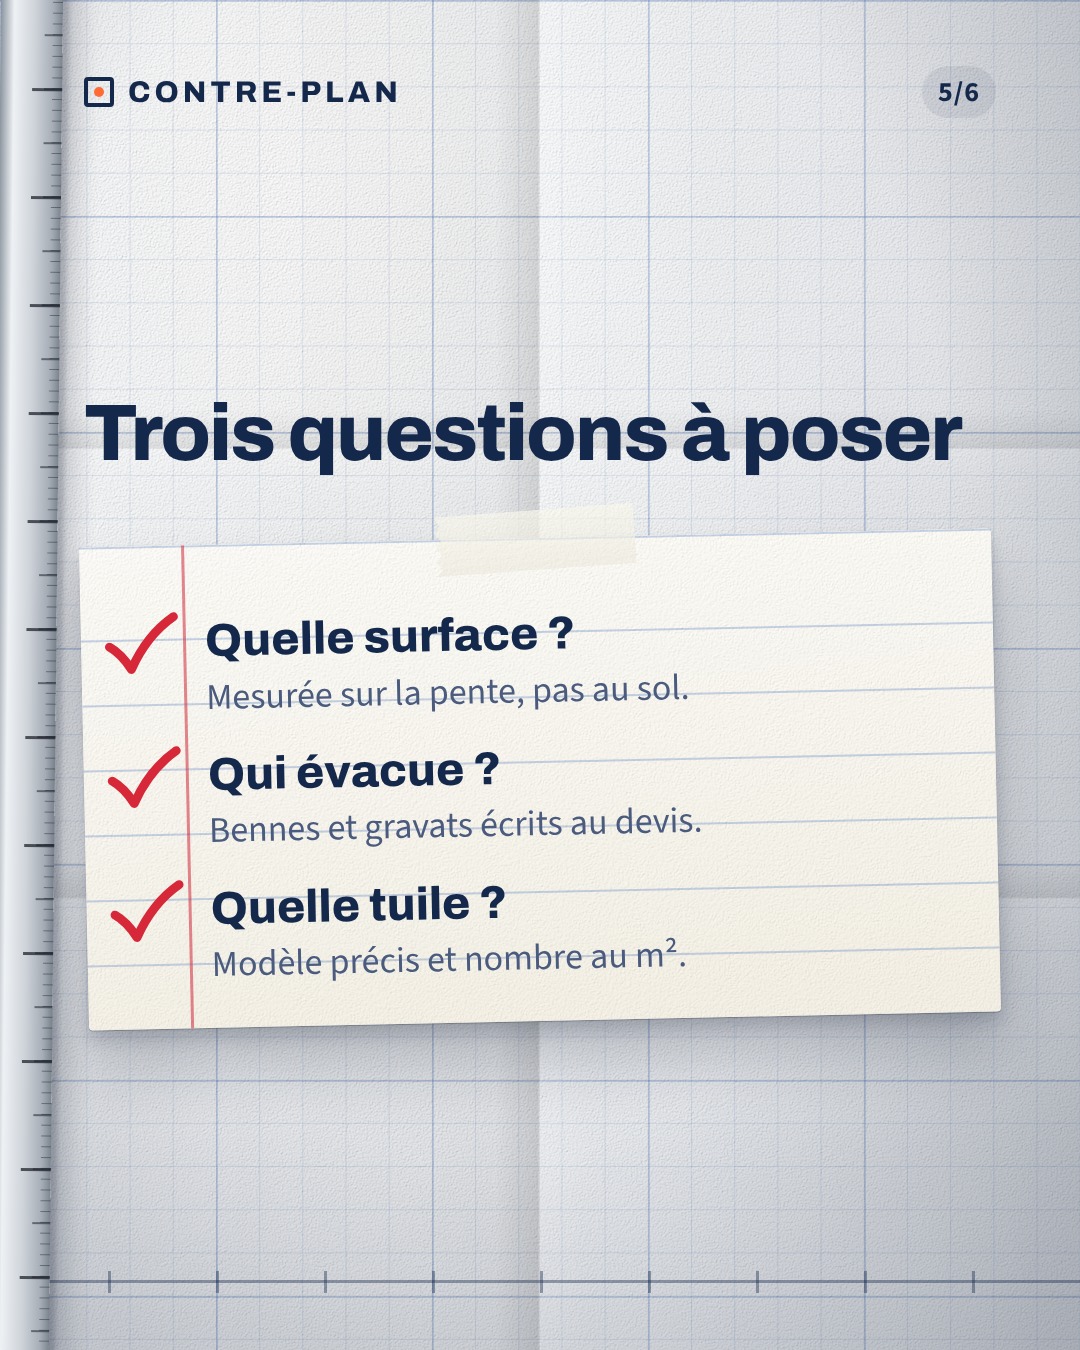 CONTRE-PLAN
5/6
Trois questions à poser
Quelle surface ?
Mesurée sur la pente, pas au sol.
Qui évacue ?
Bennes et gravats écrits au devis.
Quelle tuile ?
Modèle précis et nombre au m².